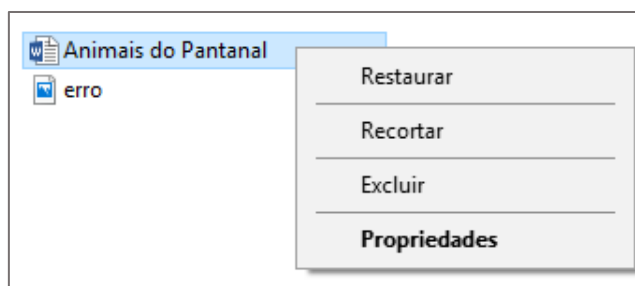 Animais do Pantanal
erro
Restaurar
Recortar
Excluir
Propriedades